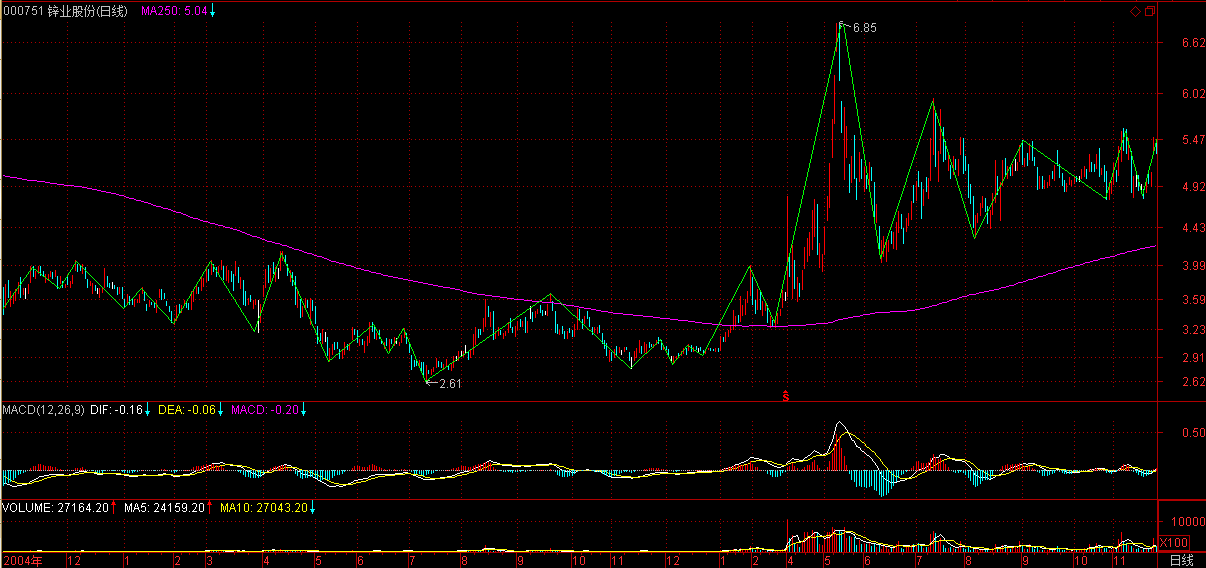 000751 锌业股份(日线) MA250: 5.04↓
6.85
6.62
6.02
5.47
4.92
4.43
3.99
3.59
3.23
2.91
2.62
←2.61
S
MACD(12,26,9) DIF: -0.16↓ DEA: -0.06↓ MACD: -0.20↓
0.50
VOLUME: 27164.20↑ MA5: 24159.20↑ MA10: 27043.20↓
10000
X100
2004年 12 1 2 3 4 5 6 7 8 9 10 11 12 1 2 4 5 6 7 8 9 10 11 日线